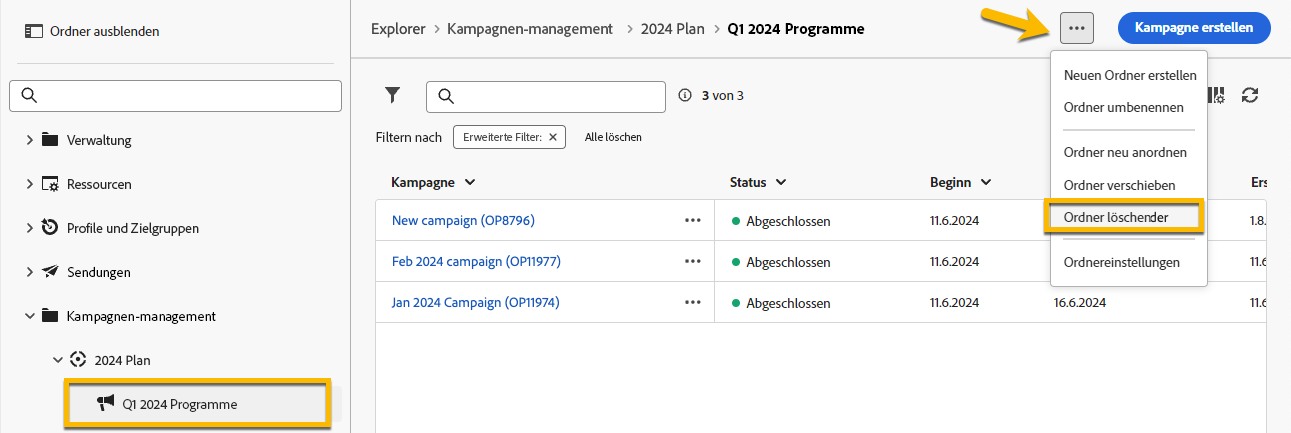 Ordner ausblenden
Verwaltung
Ressourcen
Profile und Zielgruppen
Sendungen
Kampagnen-management
2024 Plan
Q1 2024 Programme
Explorer > Kampagnen-management > 2024 Plan > Q1 2024 Programme
Kampagne erstellen
3 von 3
Filtern nach Erweiterte Filter: Alle löschen
Kampagne Status Beginn Ers
New campaign (OP8796) Abgeschlossen 11.6.2024 1.8.
Feb 2024 campaign (OP11977) Abgeschlossen 11.6.2024 11.6
Jan 2024 Campaign (OP11974) Abgeschlossen 11.6.2024 16.6.2024 11.6
Neuen Ordner erstellen
Ordner umbenennen
Ordner neu anordnen
Ordner verschieben
Ordner löschender
Ordnereinstellungen